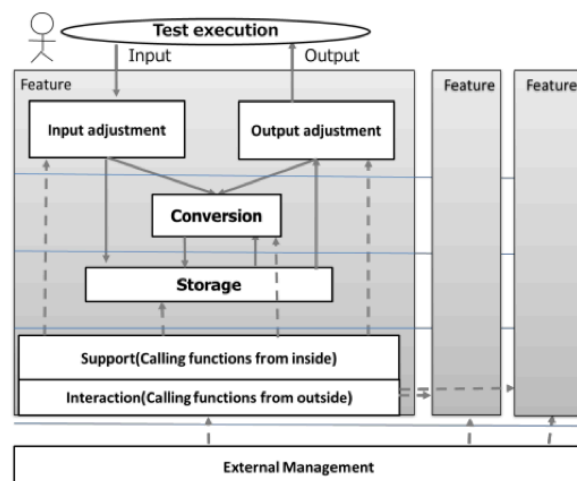 Test execution
Input
Output
Feature
Feature
Feature
Input adjustment
Output adjustment
Conversion
Storage
Support(Calling functions from inside)
Interaction(Calling functions from outside)
External Management